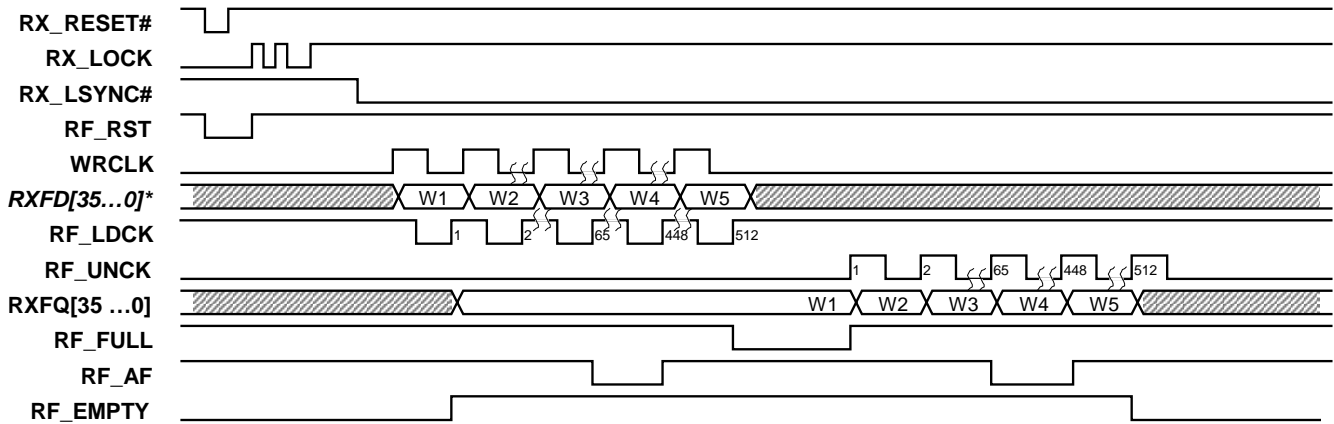 RX_RESET#
RX_LOCK
RX_LSYNC#
RF_RST
WRCLK
RXFD[35...0]* W1 W2 W3 W4 W5
RF_LDCK 1 2 65 448 512
RF_UNCK 1 2 65 448 512
RXFQ[35 ...0] W1 W2 W3 W4 W5
RF_FULL
RF_AF
RF_EMPTY